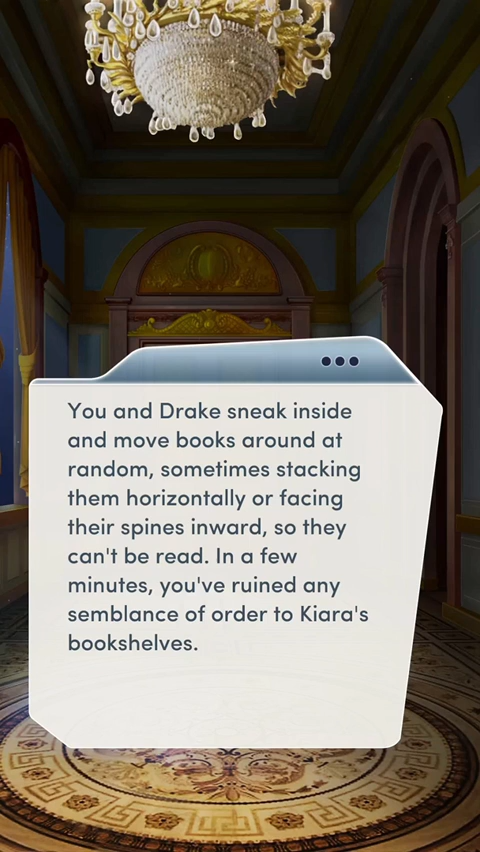 You and Drake sneak inside
and move books around at
random, sometimes stacking
them horizontally or facing
their spines inward, so they
can't be read. In a few
minutes, you've ruined any
semblance of order to Kiara's
bookshelves.